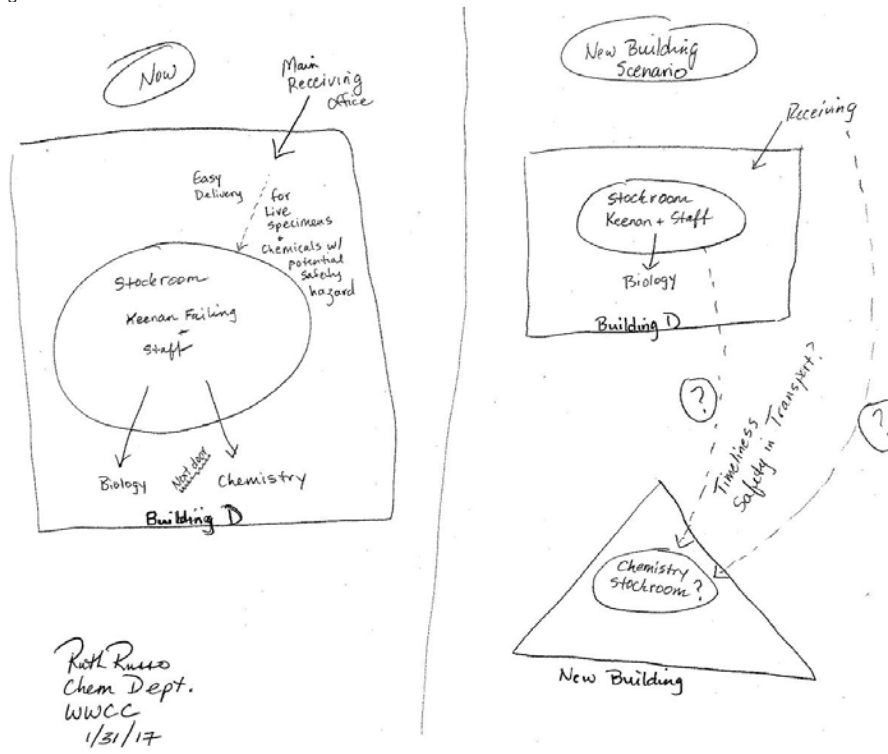 Now
Main
Receiving
office
Easy
Delivery
for
Live
specimens
+
Chemicals w/
potential
safety
hazard
Stockroom
Keenan Failing
+
Staff
Biology
Next door
Chemistry
Building D
Ruth Russo
Chem Dept.
WWCC
1/31/17
New Building
Scenario
Receiving
Stockroom
Keenan + Staff
Biology
Building D
?
?
Timeliness
Safety in Transport?
Chemistry
Stockroom?
New Building